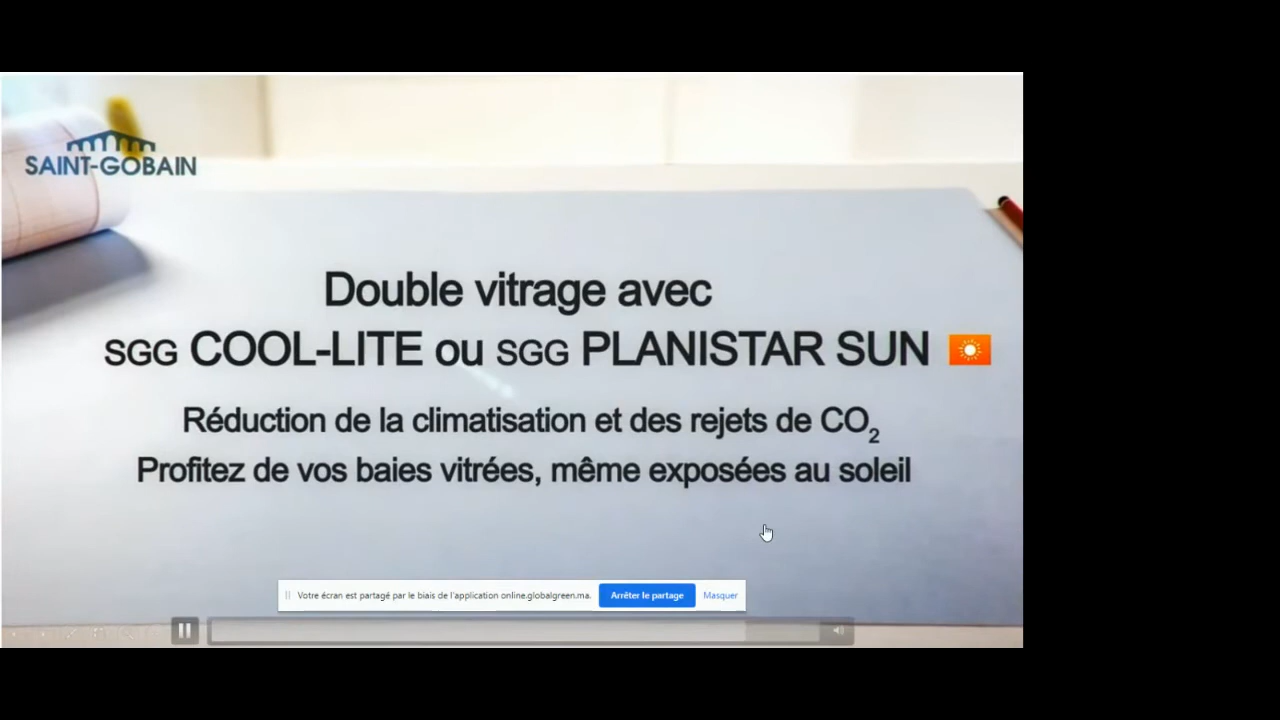 SAINT-GOBAIN
Double vitrage avec
SGG COOL-LITE ou SGG PLANISTAR SUN
Réduction de la climatisation et des rejets de CO₂
Profitez de vos baies vitrées, même exposées au soleil
Votre écran est partagé par le biais de l'application online.globalgreen.ma. Arrêter le partage Masquer